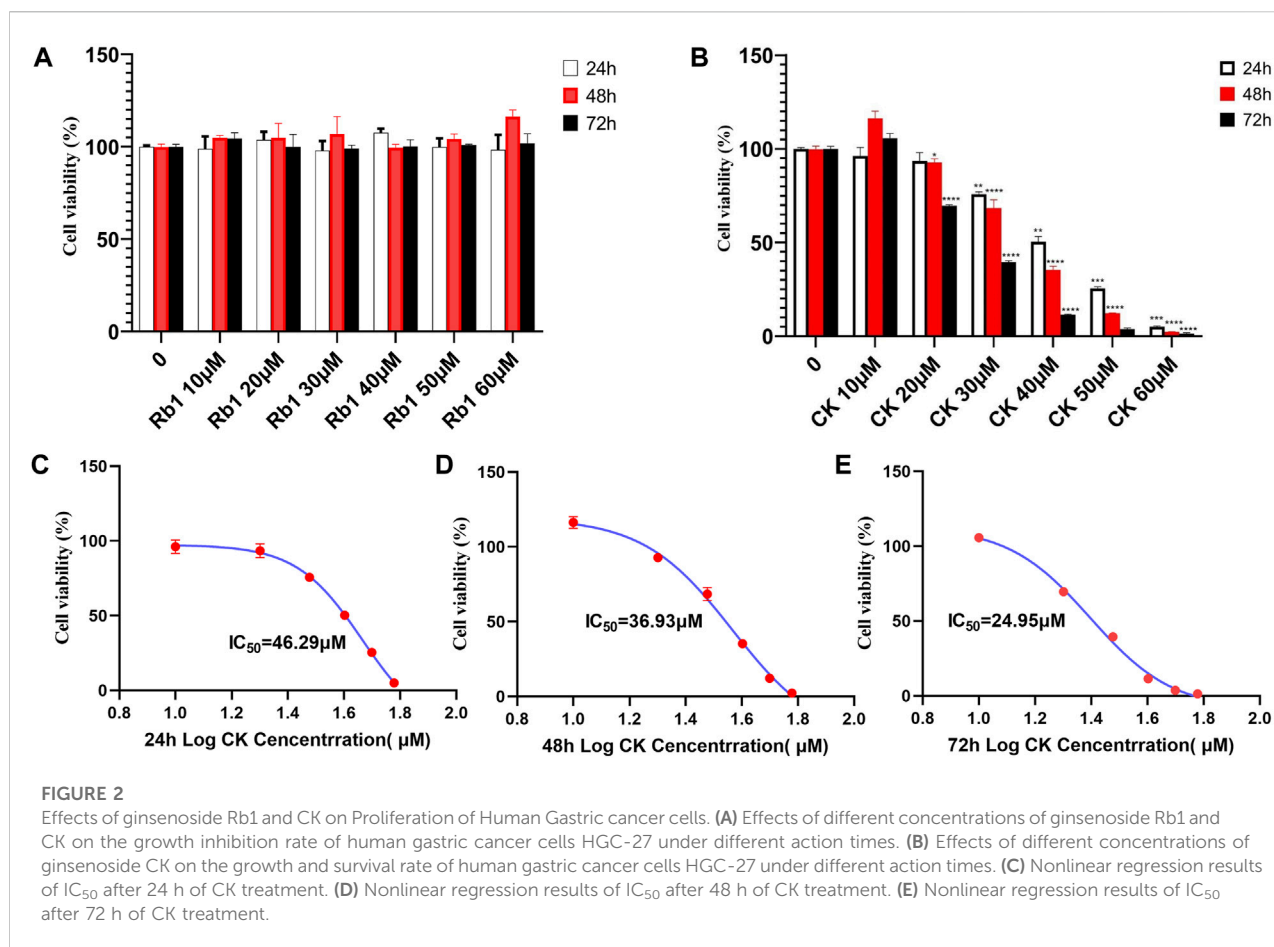 A
150
100
50
0
Cell viability (%)
24h
48h
72h
0
Rb1 10μM
Rb1 20μM
Rb1 30μM
Rb1 40μM
Rb1 50μM
Rb1 60μM
B
150
100
50
0
Cell viability (%)
24h
48h
72h
*
****
**
****
****
**
****
****
***
****
***
****
****
0
CK 10μM
CK 20μM
CK 30μM
CK 40μM
CK 50μM
CK 60μM
C
150
100
50
0
Cell viability (%)
IC50=46.29μM
0.8 1.0 1.2 1.4 1.6 1.8 2.0
24h Log CK Cencentrration( μM)
D
150
100
50
0
Cell viability (%)
IC50=36.93μM
0.8 1.0 1.2 1.4 1.6 1.8 2.0
48h Log CK Cencentrration( μM)
E
150
100
50
0
Cell viability (%)
IC50=24.95μM
0.8 1.0 1.2 1.4 1.6 1.8 2.0
72h Log CK Cencentrration( μM)
FIGURE 2
Effects of ginsenoside Rb1 and CK on Proliferation of Human Gastric cancer cells. (A) Effects of different concentrations of ginsenoside Rb1 and
CK on the growth inhibition rate of human gastric cancer cells HGC-27 under different action times. (B) Effects of different concentrations of
ginsenoside CK on the growth and survival rate of human gastric cancer cells HGC-27 under different action times. (C) Nonlinear regression results
of IC50 after 24 h of CK treatment. (D) Nonlinear regression results of IC50 after 48 h of CK treatment. (E) Nonlinear regression results of IC50
after 72 h of CK treatment.